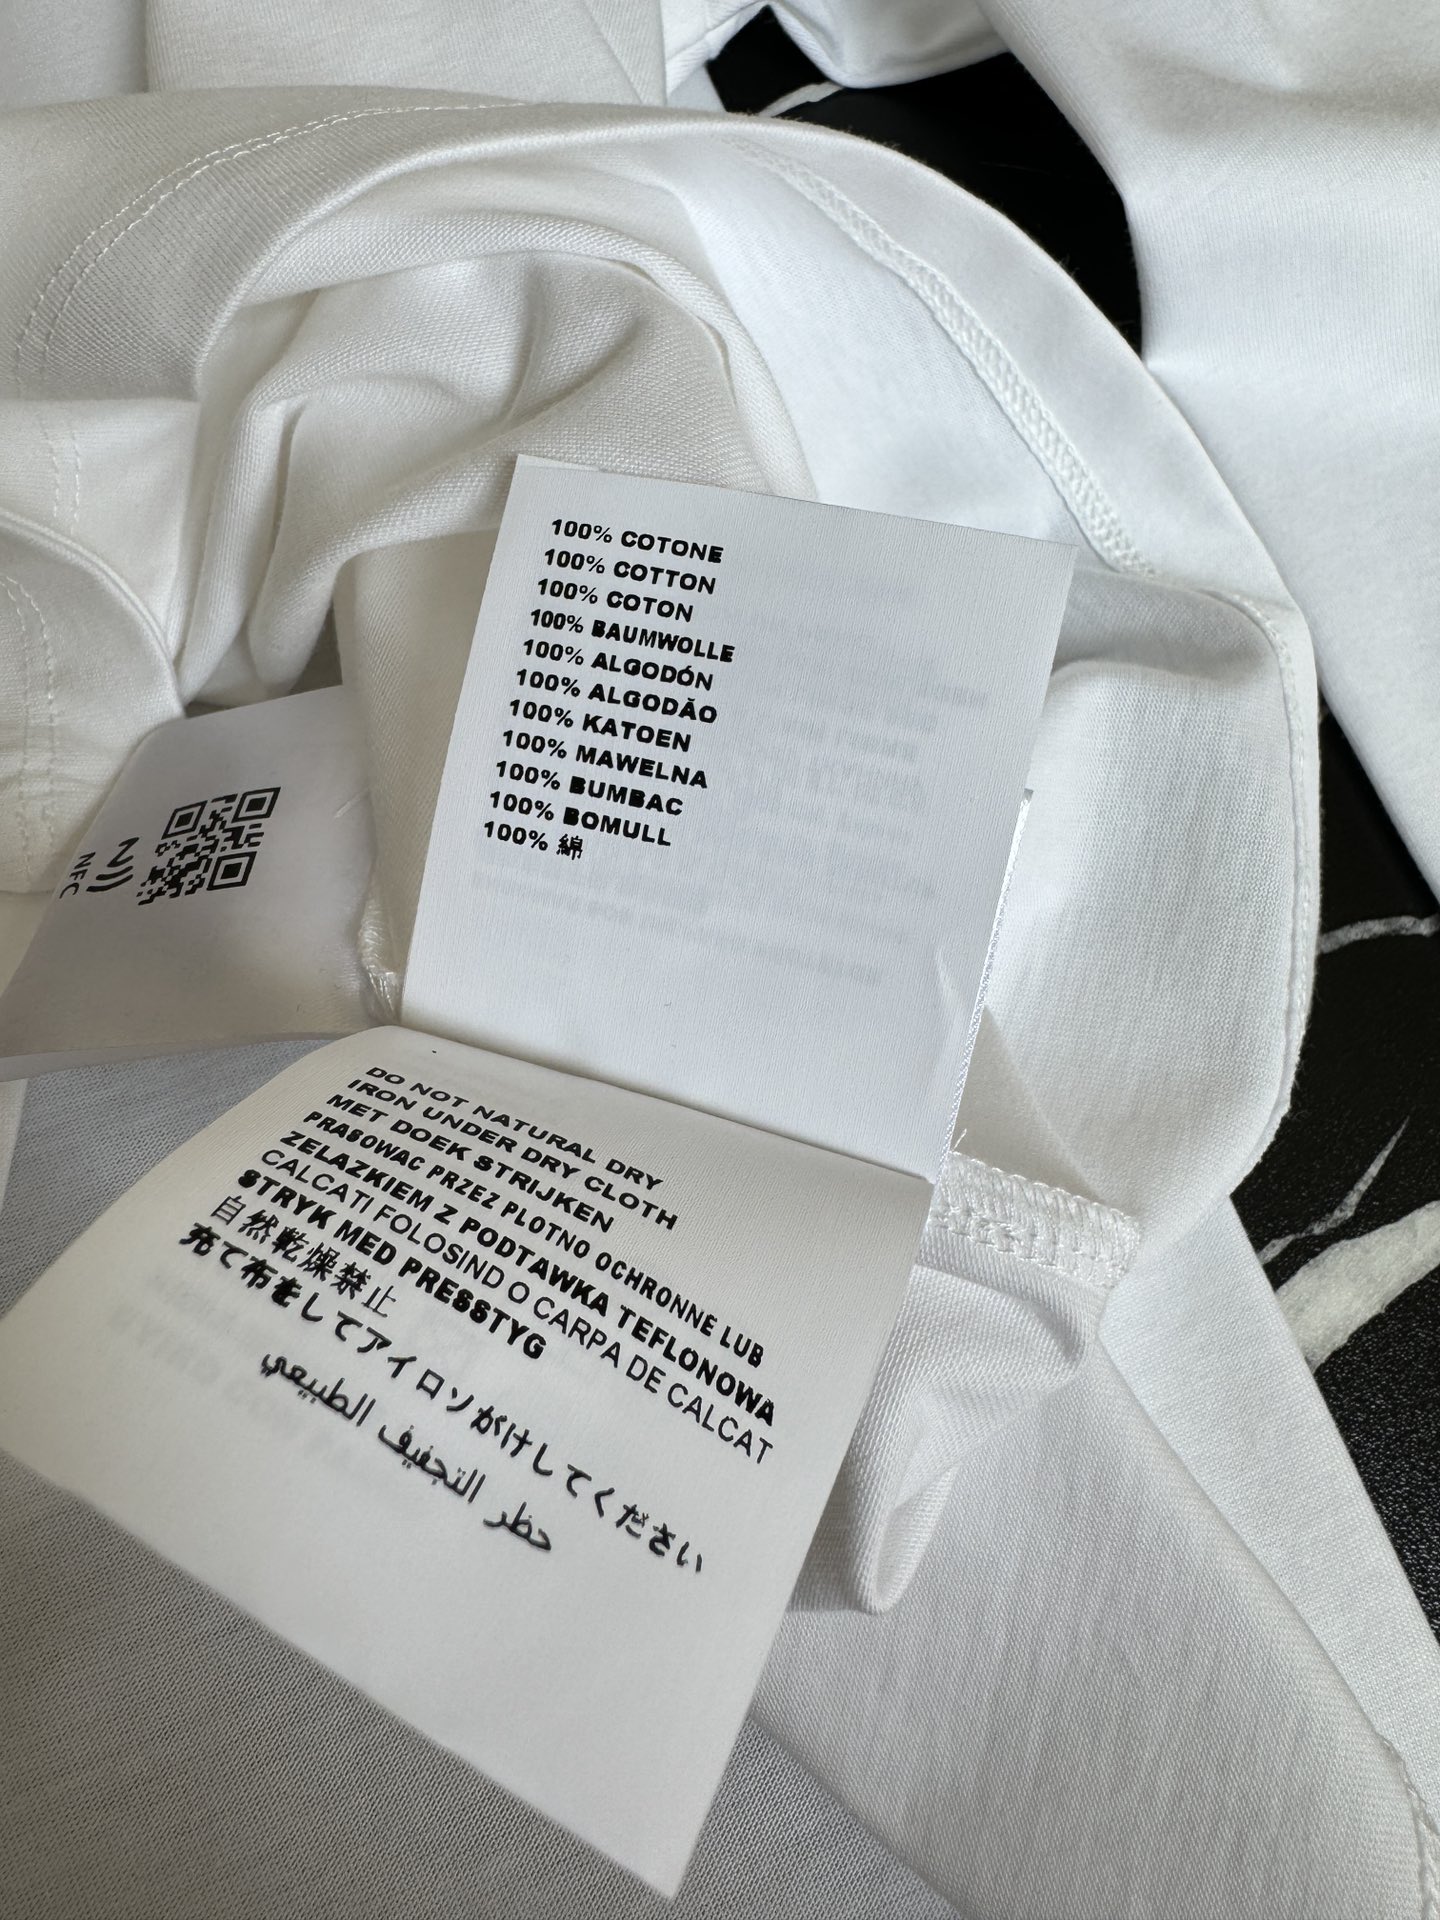 100% COTONE
100% COTTON
100% COTON
100% BAUMWOLLE
100% ALGODÓN
100% ALGODÃO
100% KATOEN
100% MAWELNA
100% BUMBAC
100% BOMULL
100% 綿
NFC
DO NOT NATURAL DRY
IRON UNDER DRY CLOTH
MET DOEK STRIJKEN
PRASOWAC PRZEZ PLOTNO OCHRONNE LUB
ZELAZKIEM Z PODTAWKA TEFLONOWA
CALCATI FOLOSIND O CARPA DE CALCAT
STRYK MED PRESSTYG
自然乾燥禁止
充て布をしてアイロンがけしてください
حظر التجفيف الطبيعي